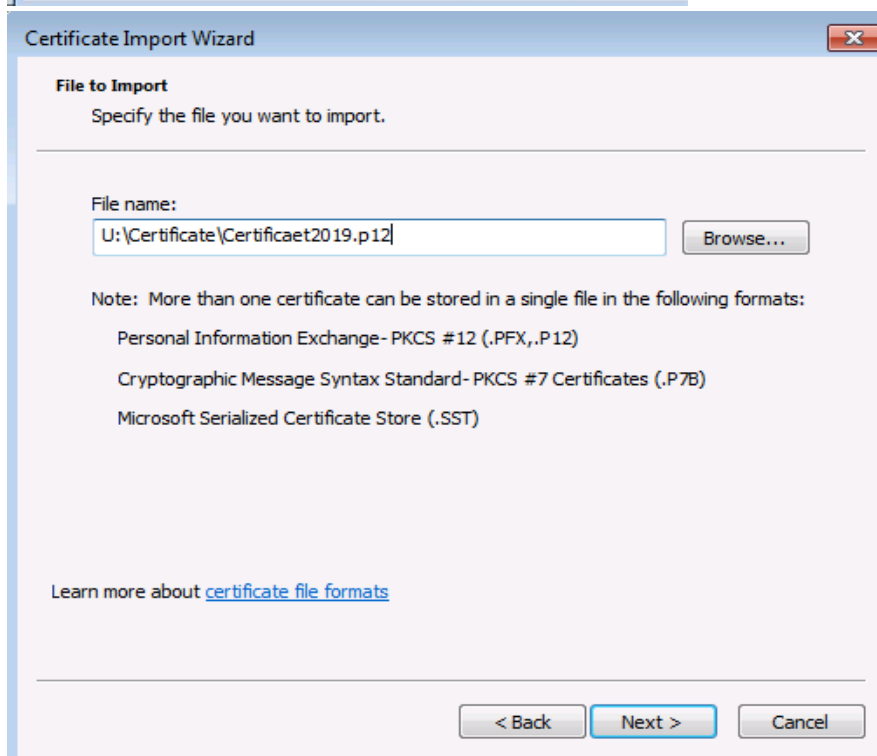 Certificate Import Wizard
File to Import
Specify the file you want to import.
File name:
U:\Certificate\Certificaet2019.p12
Browse...
Note: More than one certificate can be stored in a single file in the following formats:
Personal Information Exchange- PKCS #12 (.PFX,.P12)
Cryptographic Message Syntax Standard- PKCS #7 Certificates (.P7B)
Microsoft Serialized Certificate Store (.SST)
Learn more about certificate file formats
< Back Next > Cancel